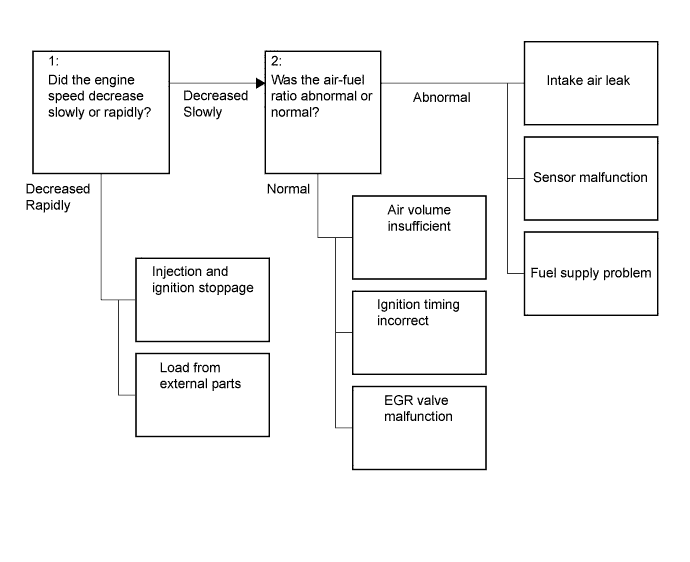 1:
Did the engine
speed decrease
slowly or rapidly?
Decreased
Slowly
2:
Was the air-fuel
ratio abnormal or
normal?
Abnormal
Intake air leak
Sensor malfunction
Fuel supply problem
Decreased
Rapidly
Injection and
ignition stoppage
Load from
external parts
Normal
Air volume
insufficient
Ignition timing
incorrect
EGR valve
malfunction